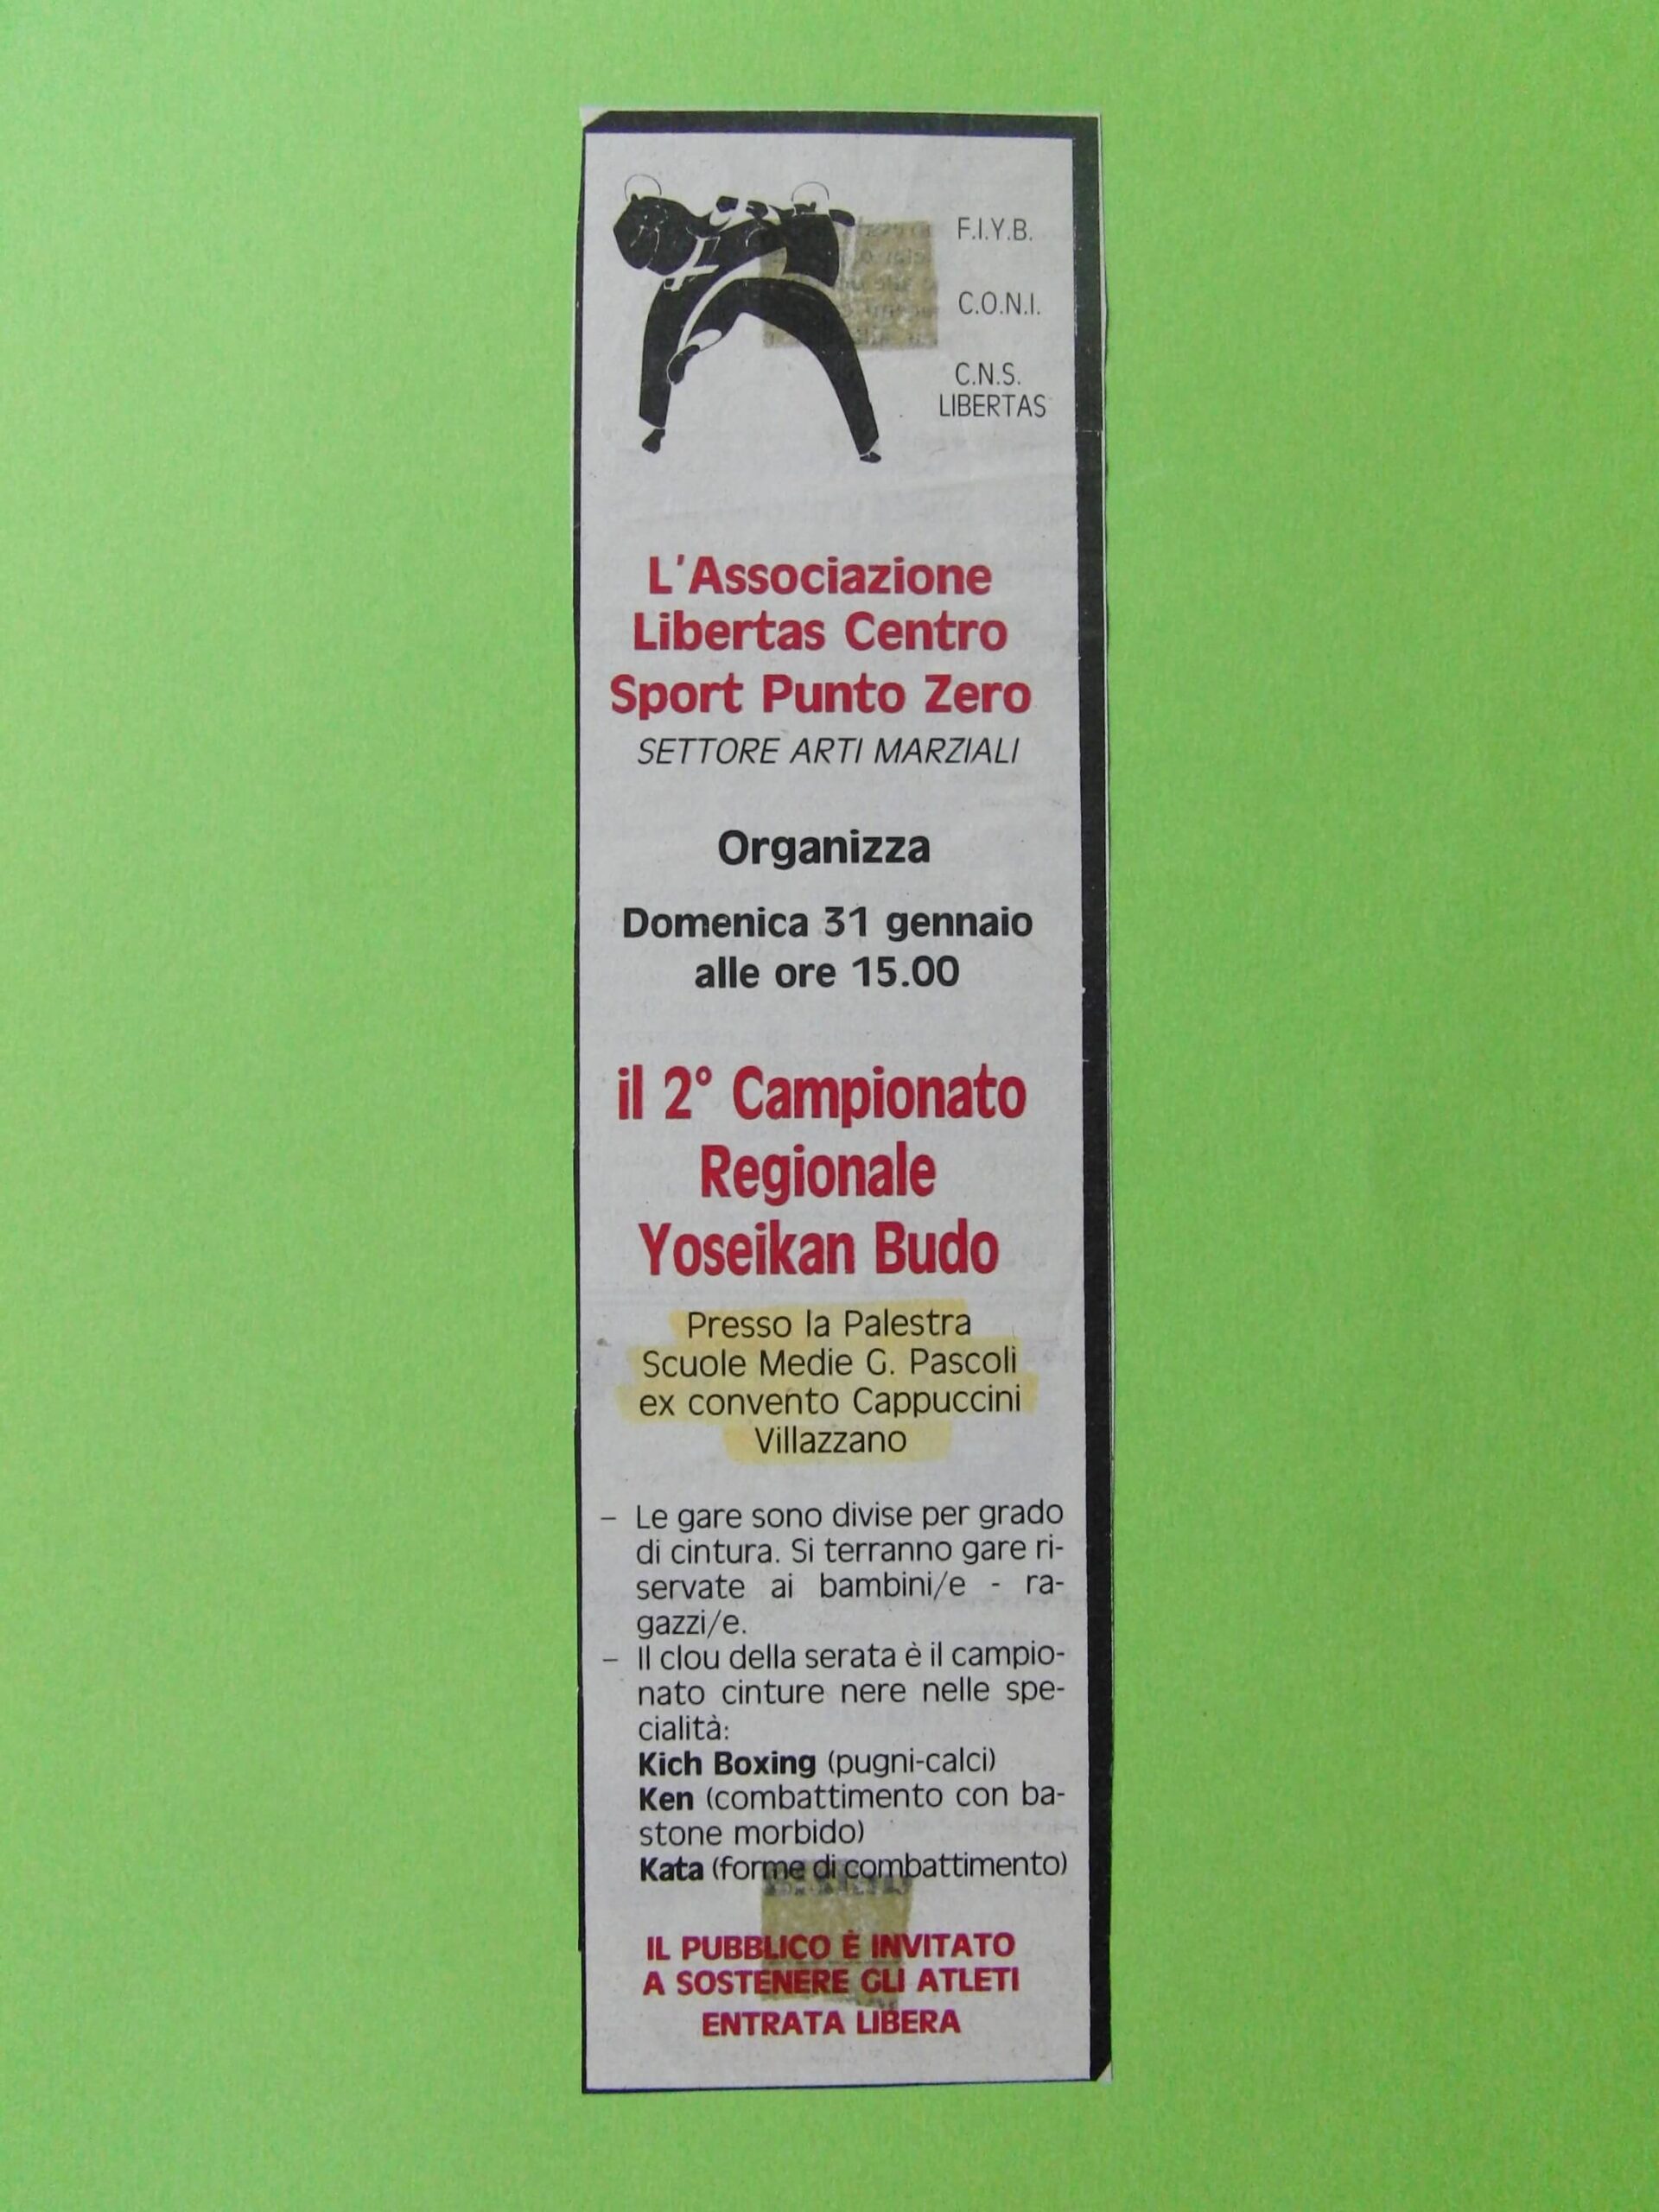 F.I.Y.B.
C.O.N.I.
C.N.S.
LIBERTAS
L'Associazione
Libertas Centro
Sport Punto Zero
SETTORE ARTI MARZIALI
Organizza
Domenica 31 gennaio
alle ore 15.00
il 2° Campionato
Regionale
Yoseikan Budo
Presso la Palestra
Scuole Medie G. Pascoli
ex convento Cappuccini
Villazzano
– Le gare sono divise per grado
di cintura. Si terranno gare ri-
servate ai bambini/e - ra-
gazzi/e.
– Il clou della serata è il campio-
nato cinture nere nelle spe-
cialità:
Kich Boxing (pugni-calci)
Ken (combattimento con ba-
stone morbido)
Kata (forme di combattimento)
IL PUBBLICO È INVITATO
A SOSTENERE GLI ATLETI
ENTRATA LIBERA